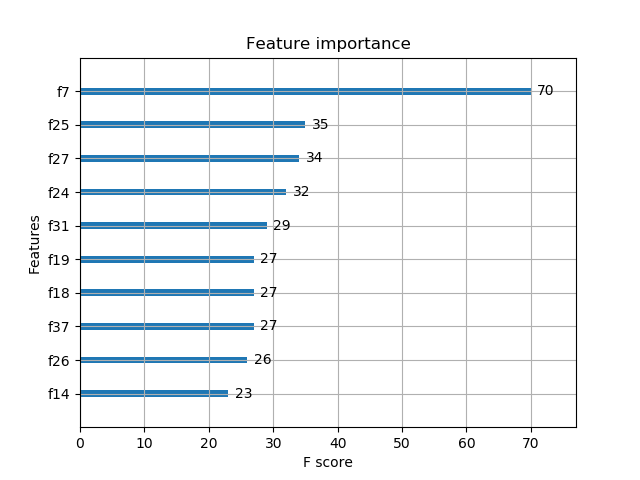 Feature importance
f7 70
f25 35
f27 34
f24 32
f31 29
f19 27
f18 27
f37 27
f26 26
f14 23
Features
0 10 20 30 40 50 60 70
F score